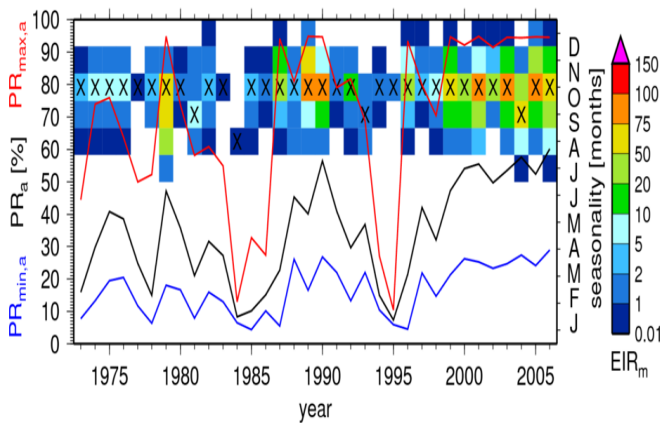 PRmax,a
PRa [%]
PRmin,a
100
90
80
70
60
50
40
30
20
10
0
X X X X X X X X X X X X X X X X X X X X X X X X X X X X X X X X X X
1975 1980 1985 1990 1995 2000 2005
year
D
N
O
S
A
J
J
M
A
M
F
J
seasonality [months]
150
100
75
50
30
20
10
5
2
1
0.01
EIRm